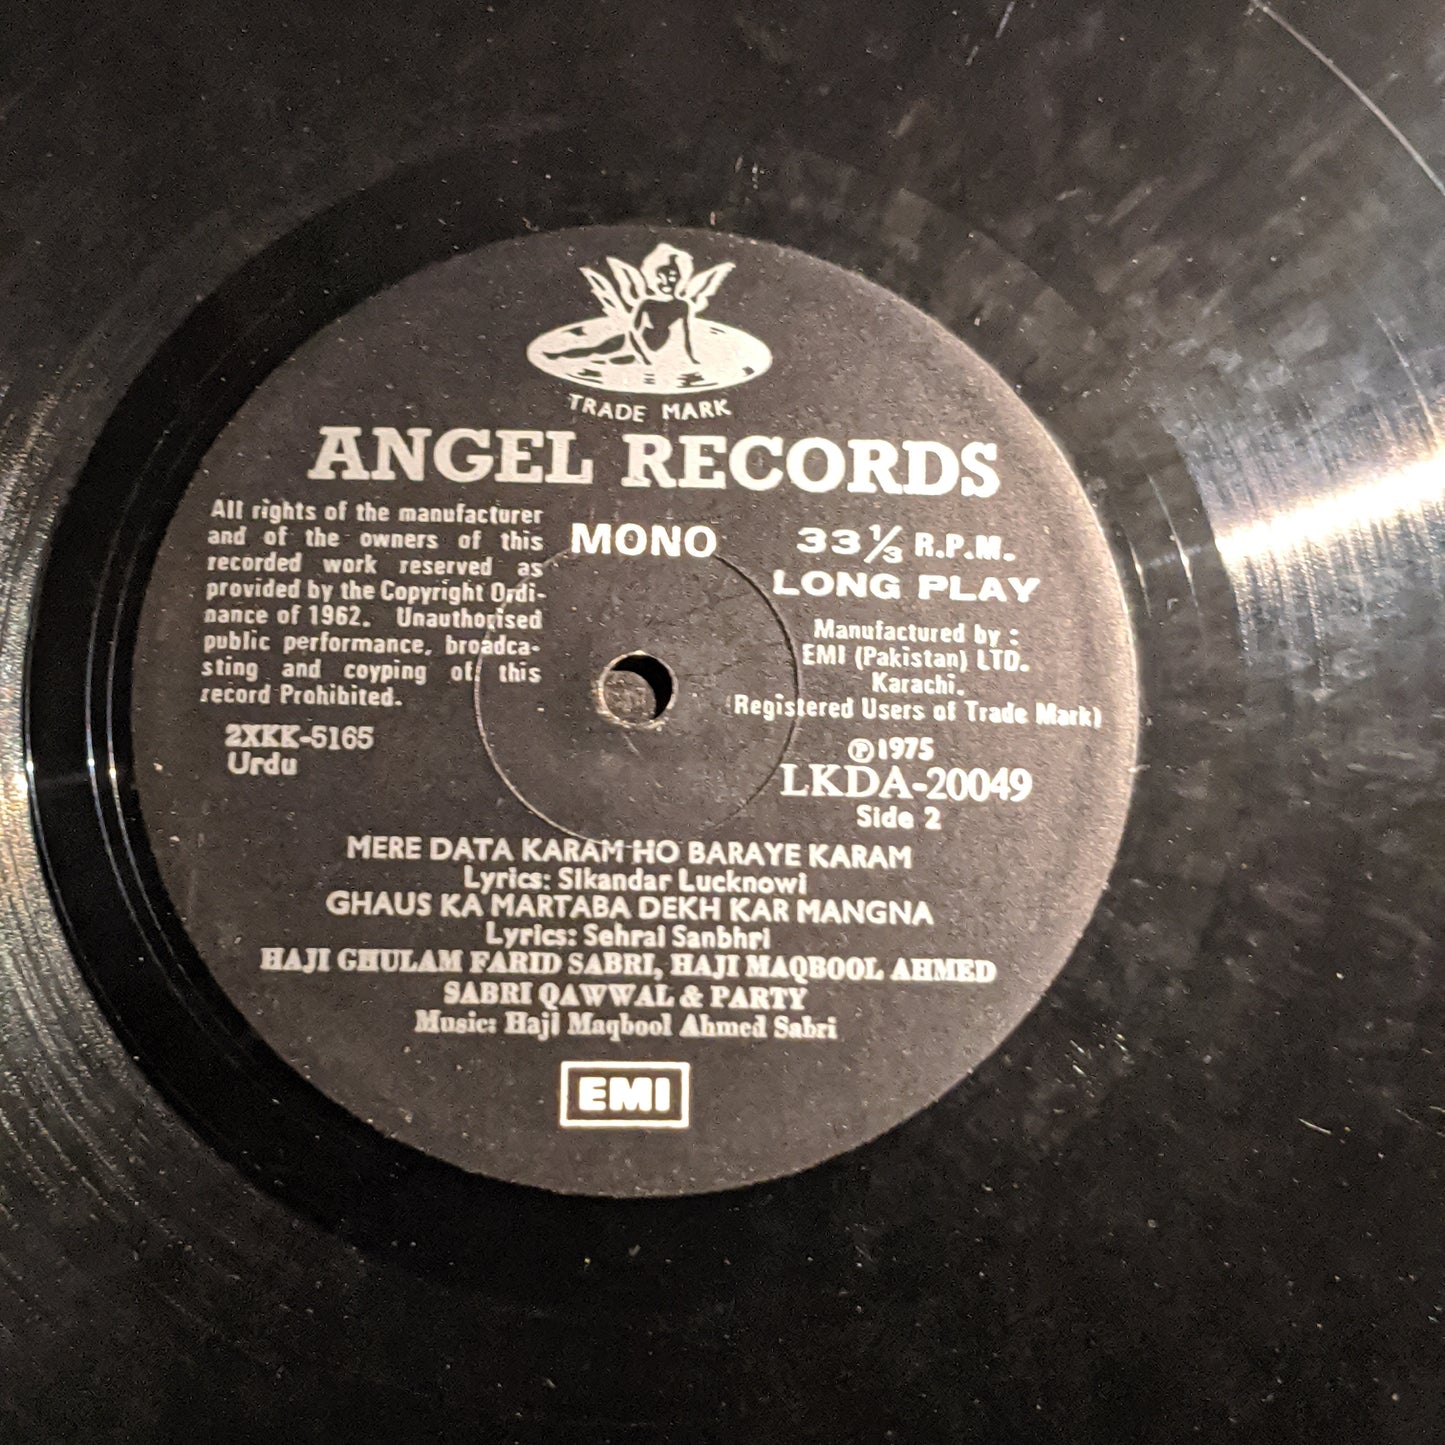 TRADE MARK
ANGEL RECORDS
All rights of the manufacturer
and of the owners of this
recorded work reserved as
provided by the Copyright Ordi-
nance of 1962. Unauthorised
public performance, broadca-
sting and coyping of this
record Prohibited.
2XKK-5165
Urdu
MONO
33 1/3 R.P.M.
LONG PLAY
Manufactured by :
EMI (Pakistan) LTD.
Karachi.
(Registered Users of Trade Mark)
℗1975
LKDA-20049
Side 2
MERE DATA KARAM HO BARAYE KARAM
Lyrics: Sikandar Lucknowi
GHAUS KA MARTABA DEKH KAR MANGNA
Lyrics: Sehrai Sanbhri
HAJI GHULAM FARID SABRI, HAJI MAQBOOL AHMED
SABRI QAWWAL & PARTY
Music: Haji Maqbool Ahmed Sabri
EMI